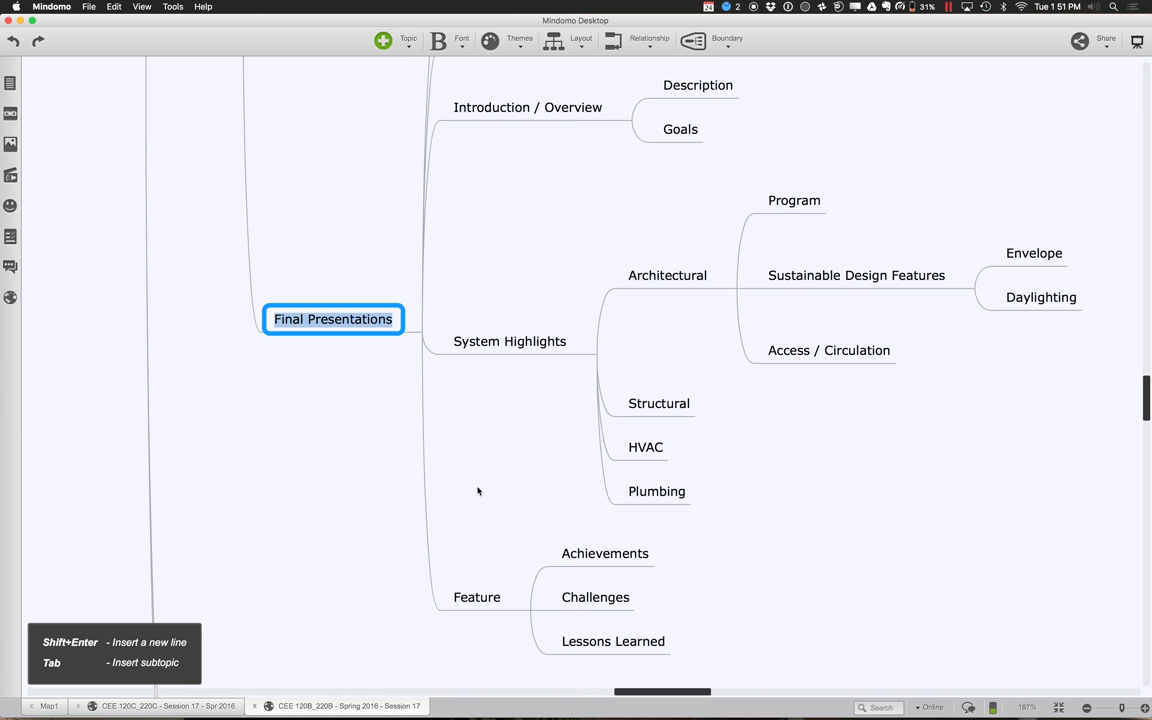 Mindomo File Edit View Tools Help
24 2 31% Tue 1 51 PM
Mindomo Desktop
Topic B Font Themes Layout Relationship Boundary Share
Description
Introduction / Overview
Goals
Program
Envelope
Architectural Sustainable Design Features
Daylighting
Final Presentations
System Highlights
Access / Circulation
Structural
HVAC
Plumbing
Achievements
Feature Challenges
Lessons Learned
Shift+Enter - Insert a new line
Tab - Insert subtopic
x Map1 x CEE 120C_220C - Session 17 - Spr 2016 x CEE 120B_220B - Spring 2016 - Session 17 Search Online 187%